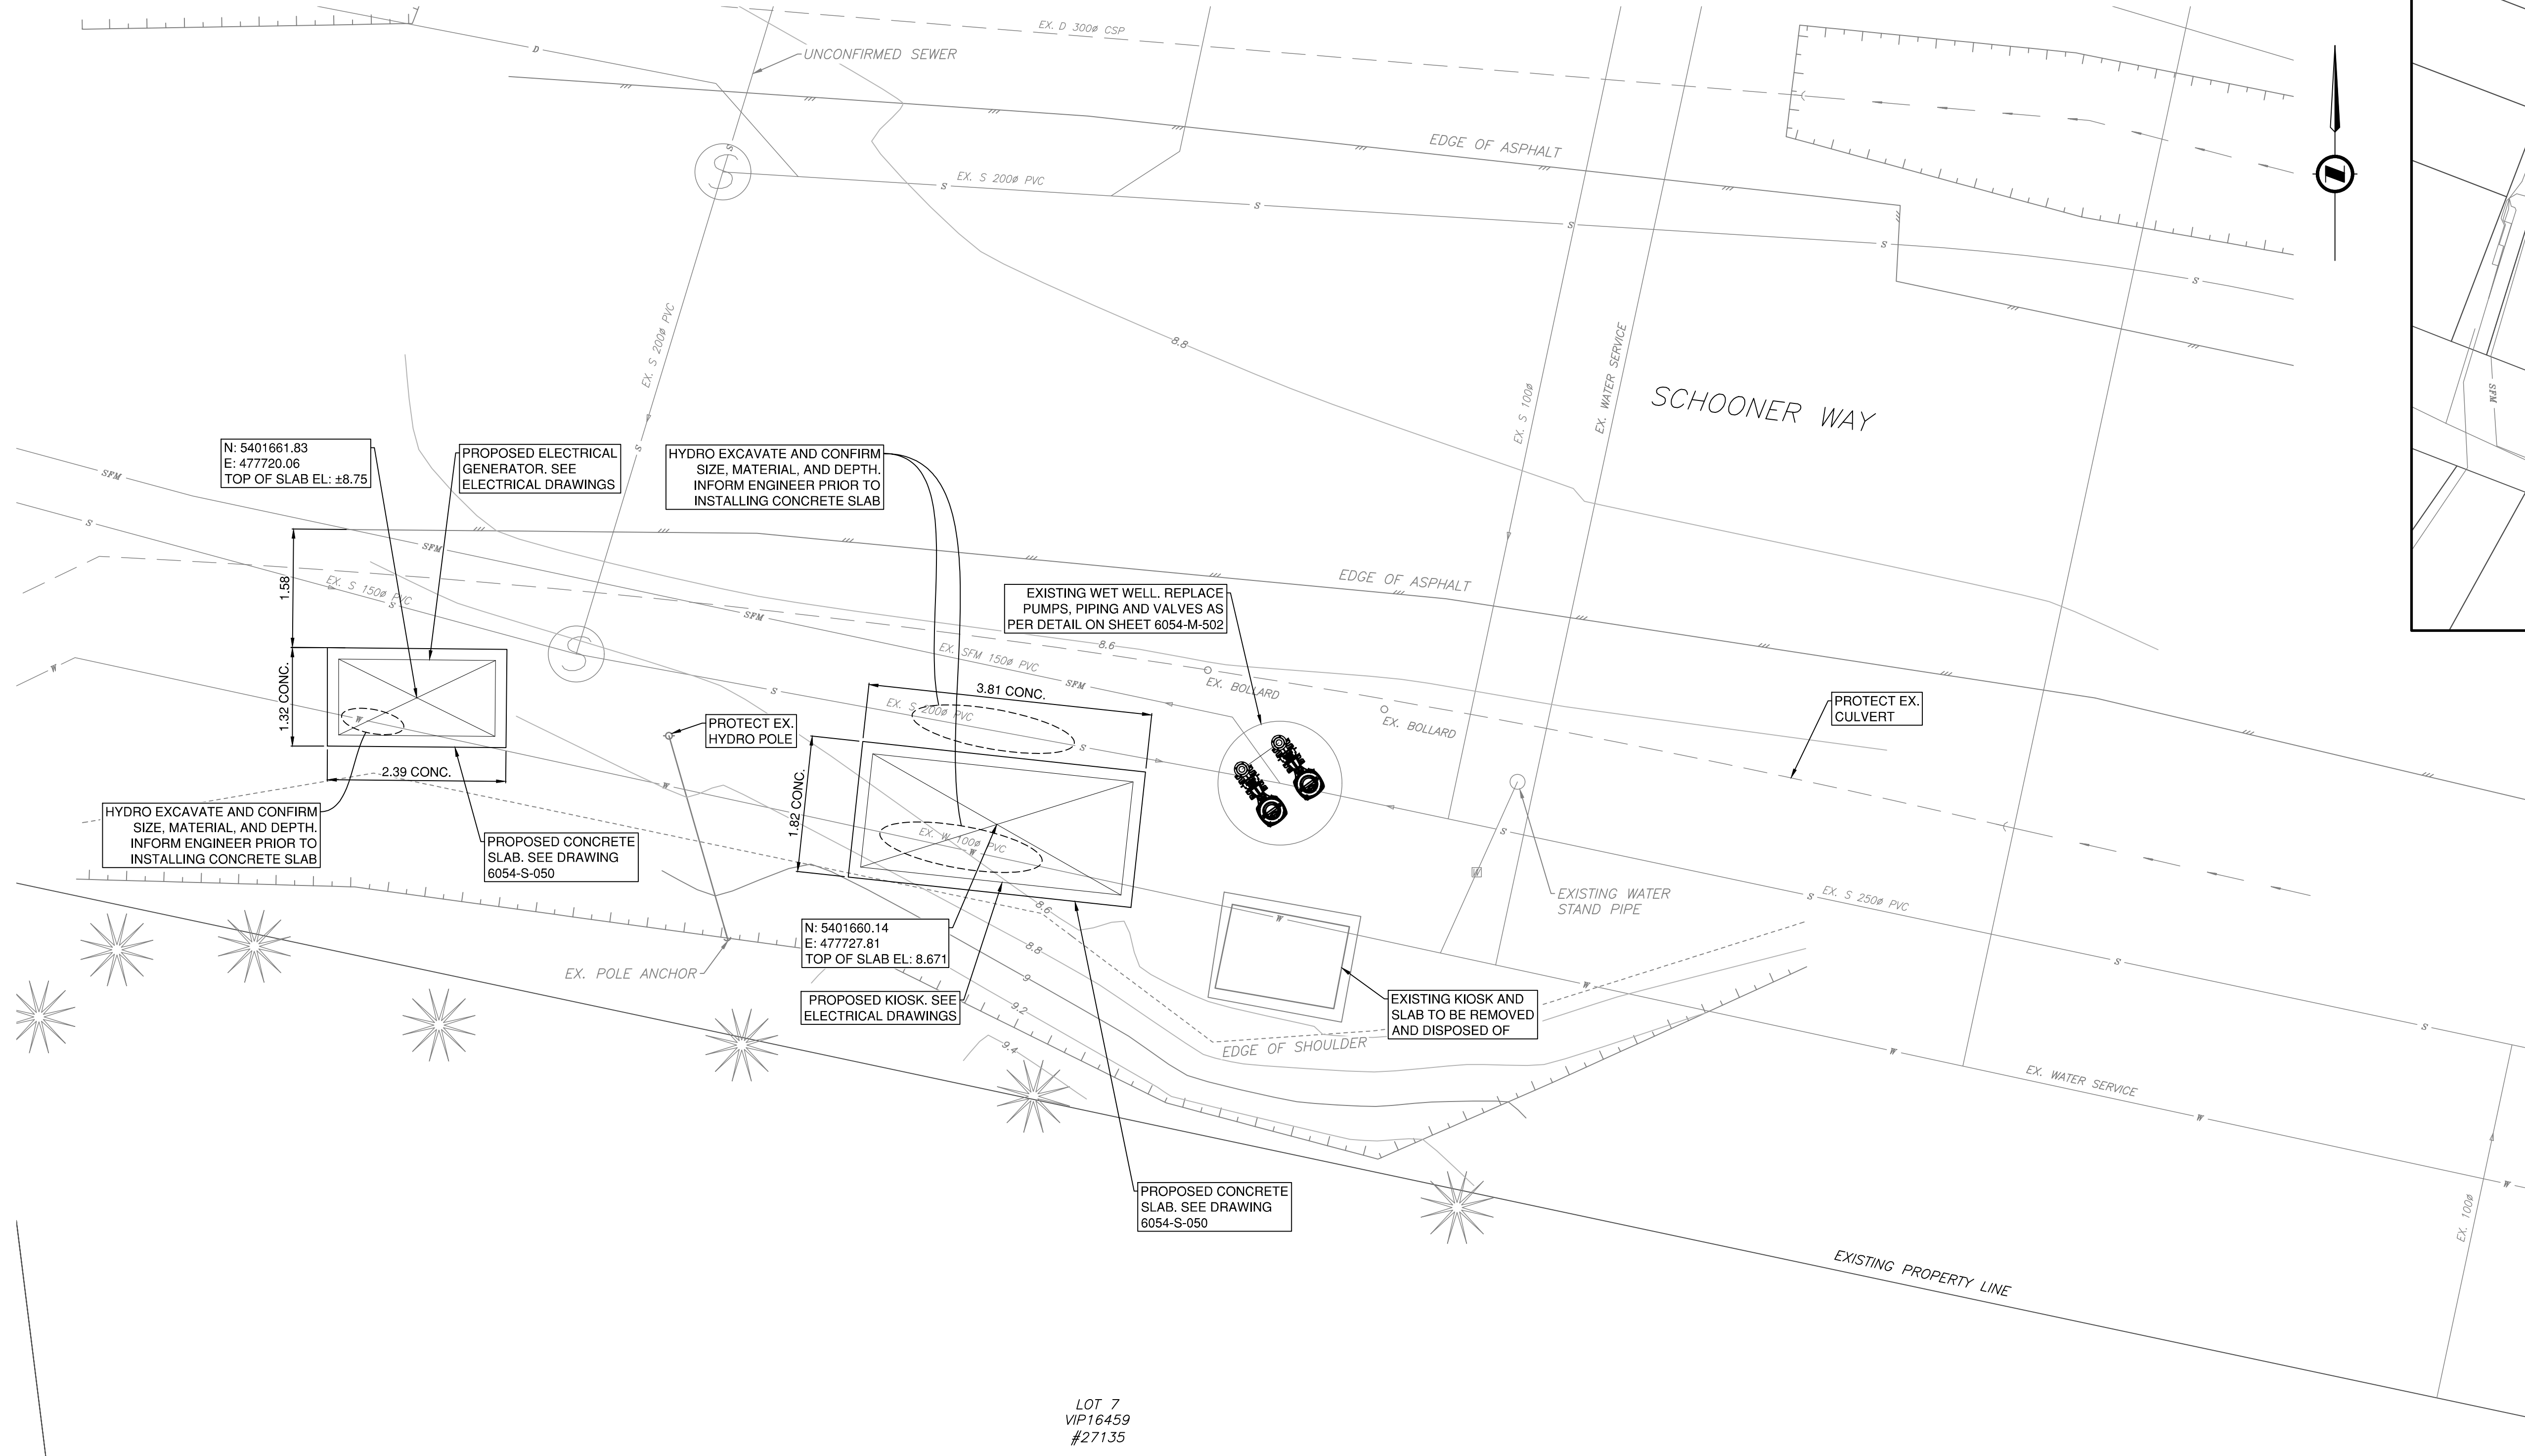 EX. D 300ø CSP
UNCONFIRMED SEWER
D
EDGE OF ASPHALT
S
S
EX. S 200ø PVC
S
S
S
S
S
EX. S 200ø PVC
S
8.8
EX. S 100ø
EX. WATER SERVICE
SCHOONER WAY
SFM
N: 5401661.83
E: 477720.06
TOP OF SLAB EL: ±8.75
PROPOSED ELECTRICAL
GENERATOR. SEE
ELECTRICAL DRAWINGS
HYDRO EXCAVATE AND CONFIRM
SIZE, MATERIAL, AND DEPTH.
INFORM ENGINEER PRIOR TO
INSTALLING CONCRETE SLAB
SFM
S
SFM
1.58
EX. S 150ø PVC
S
S
SFM
EDGE OF ASPHALT
EXISTING WET WELL. REPLACE
PUMPS, PIPING AND VALVES AS
PER DETAIL ON SHEET 6054-M-502
8.6
EX. SFM 150ø PVC
SFM
EX. BOLLARD
EX. BOLLARD
W
1.32 CONC.
W
2.39 CONC.
S
3.81 CONC.
EX. S 200ø PVC
S
PROTECT EX.
HYDRO POLE
PROTECT EX.
CULVERT
W
1.82 CONC.
EX. W 100ø PVC
W
HYDRO EXCAVATE AND CONFIRM
SIZE, MATERIAL, AND DEPTH.
INFORM ENGINEER PRIOR TO
INSTALLING CONCRETE SLAB
PROPOSED CONCRETE
SLAB. SEE DRAWING
6054-S-050
S
W
EXISTING WATER
STAND PIPE
S
EX. S 250ø PVC
S
S
8.6
8.8
9
9.2
9.4
W
N: 5401660.14
E: 477727.81
TOP OF SLAB EL: 8.671
EX. POLE ANCHOR
PROPOSED KIOSK. SEE
ELECTRICAL DRAWINGS
EXISTING KIOSK AND
SLAB TO BE REMOVED
AND DISPOSED OF
EDGE OF SHOULDER
W
W
EX. WATER SERVICE
W
W
PROPOSED CONCRETE
SLAB. SEE DRAWING
6054-S-050
EX. 100ø
EXISTING PROPERTY LINE
LOT 7
VIP16459
#27135